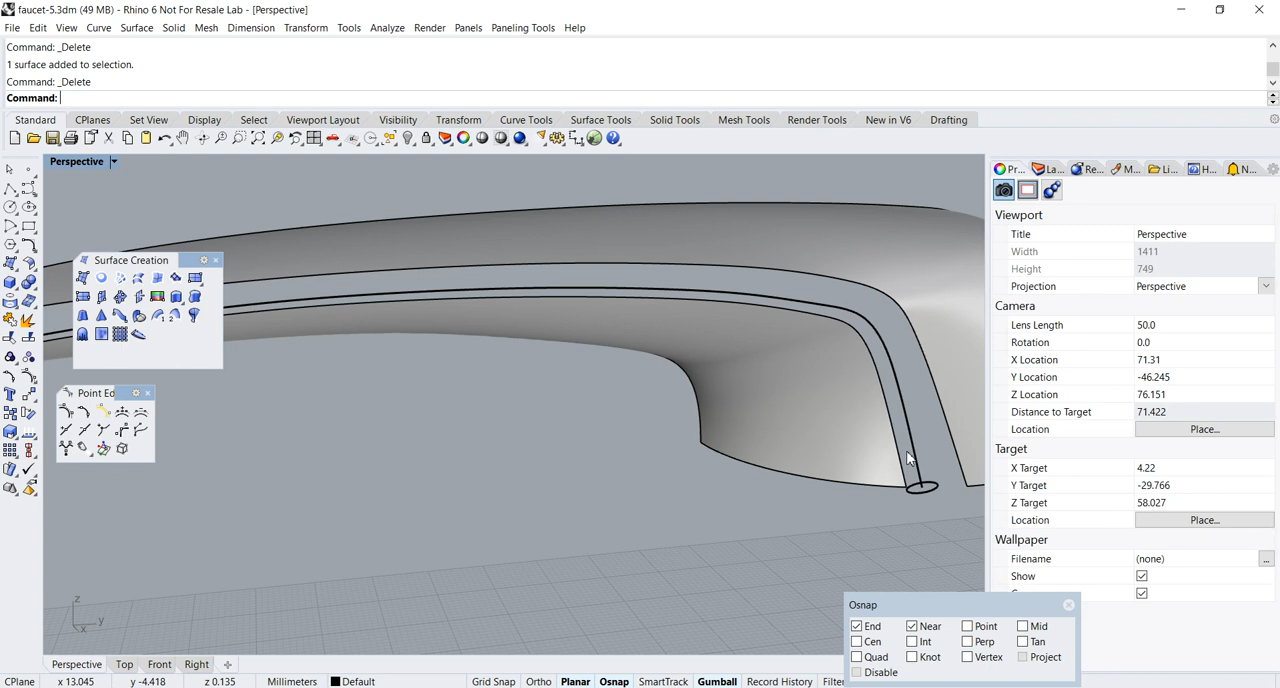 faucet-5.3dm (49 MB) - Rhino 6 Not For Resale Lab - [Perspective]
File Edit View Curve Surface Solid Mesh Dimension Transform Tools Analyze Render Panels Paneling Tools Help
Command: _Delete
1 surface added to selection.
Command: _Delete
Command:
Standard CPlanes Set View Display Select Viewport Layout Visibility Transform Curve Tools Surface Tools Solid Tools Mesh Tools Render Tools New in V6 Drafting
Perspective
Pr... La... Re... M... Li... H... N...
Viewport
Title Perspective
Width 1411
Height 749
Projection Perspective
Camera
Lens Length 50.0
Rotation 0.0
X Location 71.31
Y Location -46.245
Z Location 76.151
Distance to Target 71.422
Location Place...
Target
X Target 4.22
Y Target -29.766
Z Target 58.027
Location Place...
Wallpaper
Filename (none) ...
Show
Surface Creation
1 2
Point Ed
Osnap
End Near Point Mid
Cen Int Perp Tan
Quad Knot Vertex Project
Disable
z
y
x
Perspective Top Front Right
CPlane x 13.045 y -4.418 z 0.135 Millimeters Default Grid Snap Ortho Planar Osnap SmartTrack Gumball Record History Filter